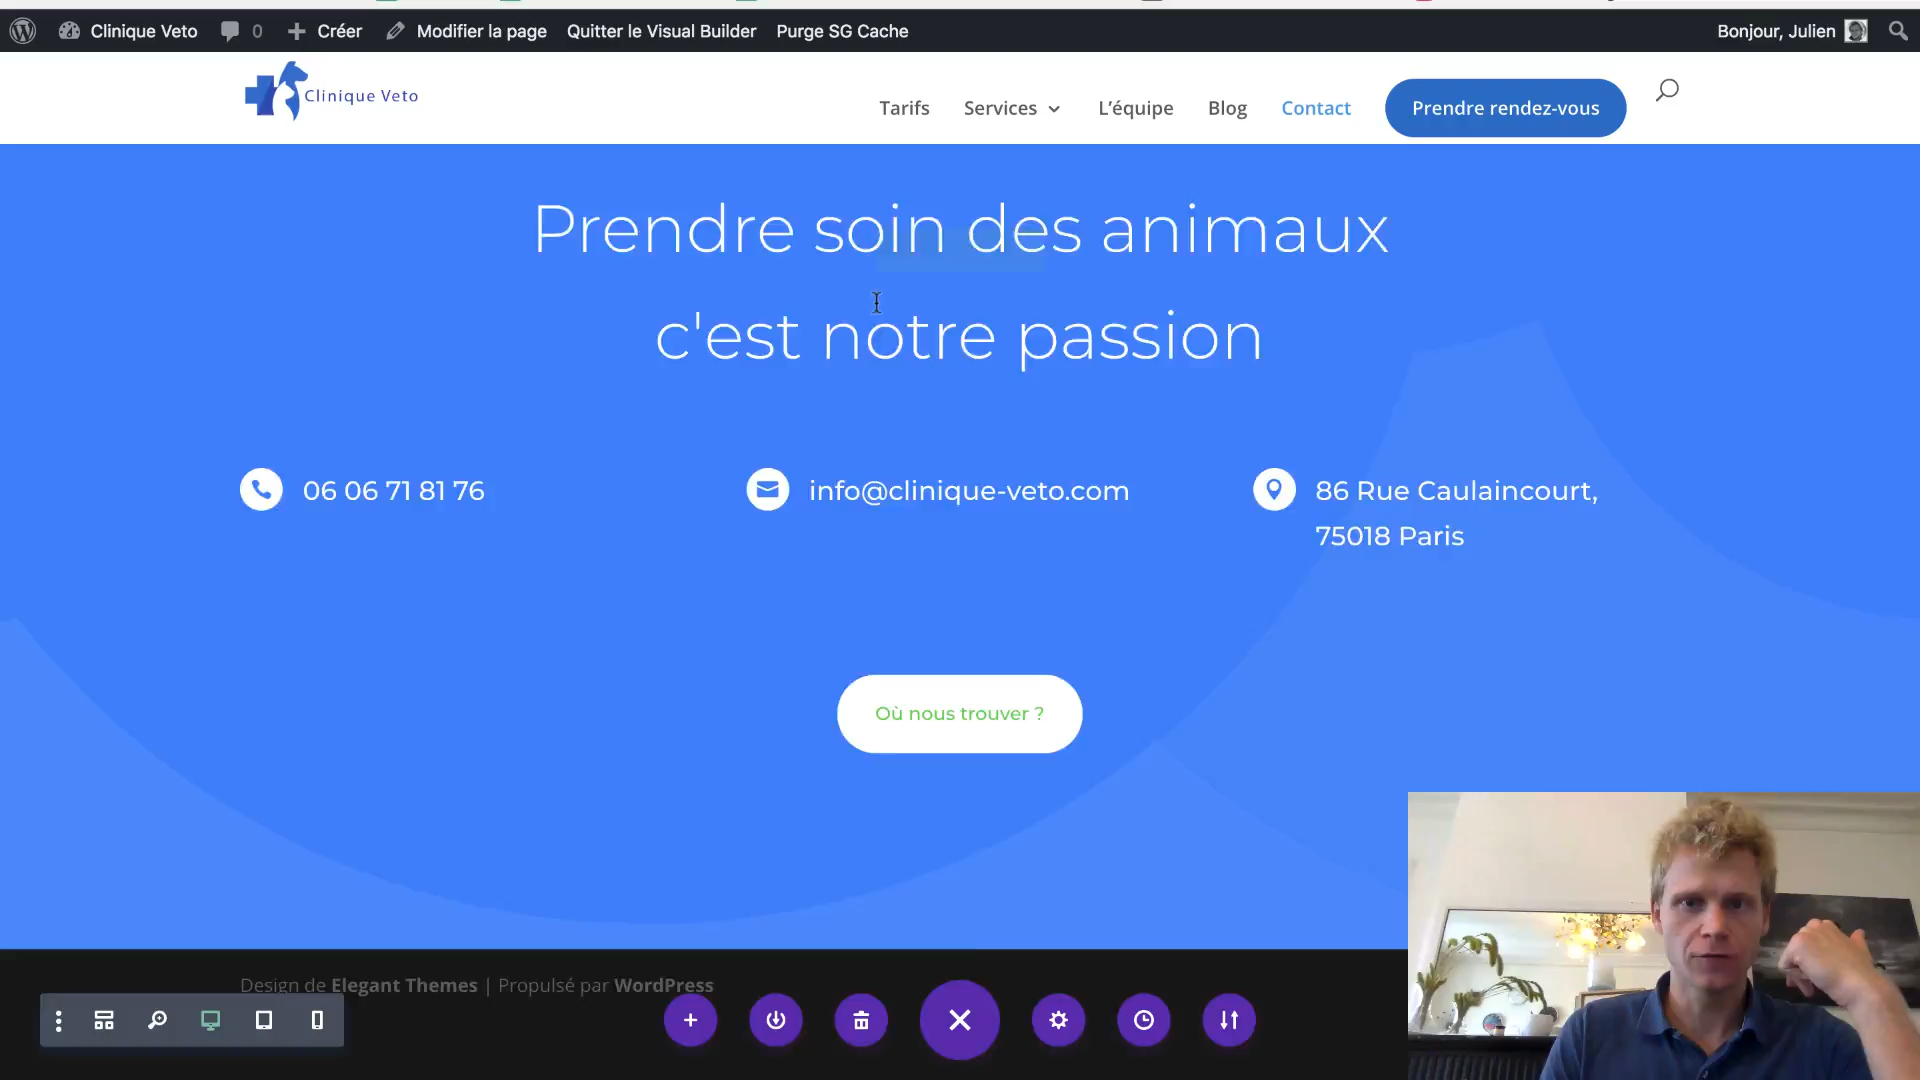 Clinique Veto
0
Créer
Modifier la page
Quitter le Visual Builder
Purge SG Cache
Bonjour, Julien
Clinique Veto
Tarifs
Services
L’équipe
Blog
Contact
Prendre rendez-vous
Prendre soin des animaux
c'est notre passion
06 06 71 81 76
info@clinique-veto.com
86 Rue Caulaincourt,
75018 Paris
Où nous trouver ?
Design de Elegant Themes | Propulsé par WordPress